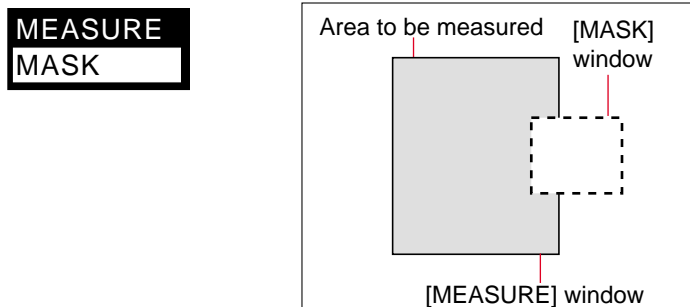 MEASURE
MASK
Area to be measured
[MASK]
window
[MEASURE] window